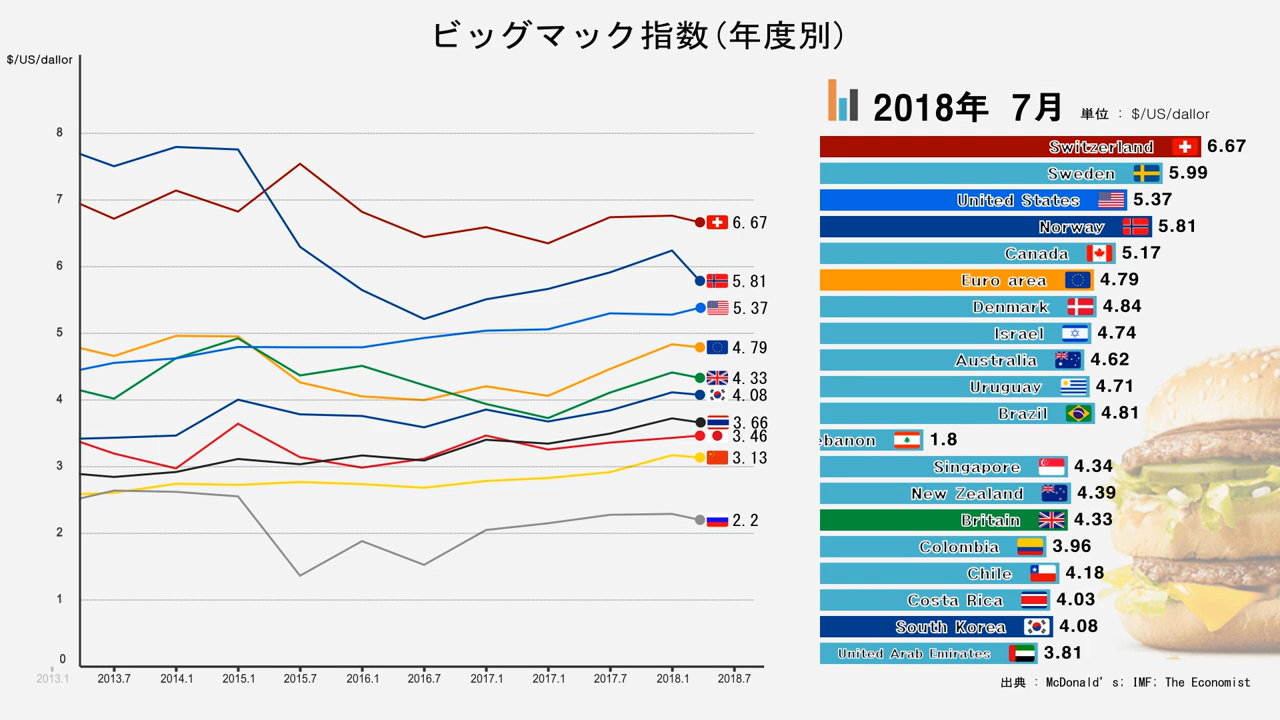 ビッグマック指数(年度別)
$/US/dallor
8
7
6
5
4
3
2
1
0
2013.1 2013.7 2014.1 2015.1 2015.7 2016.1 2016.7 2017.1 2017.1 2017.7 2018.1 2018.7
6.67
5.81
5.37
4.79
4.33
4.08
3.66
3.46
3.13
2.2
2018年 7月 単位 : $/US/dallor
Switzerland 6.67
Sweden 5.99
United States 5.37
Norway 5.81
Canada 5.17
Euro area 4.79
Denmark 4.84
Israel 4.74
Australia 4.62
Uruguay 4.71
Brazil 4.81
ebanon 1.8
Singapore 4.34
New Zealand 4.39
Britain 4.33
Colombia 3.96
Chile 4.18
Costa Rica 4.03
South Korea 4.08
United Arab Emirates 3.81
出典 : McDonald's; IMF; The Economist